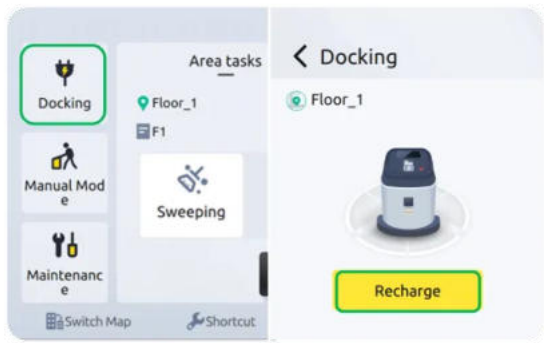 Docking
Manual Mod
e
Maintenanc
e
Area tasks
Floor_1
F1
Sweeping
Switch Map
Shortcut
Docking
Floor_1
Recharge